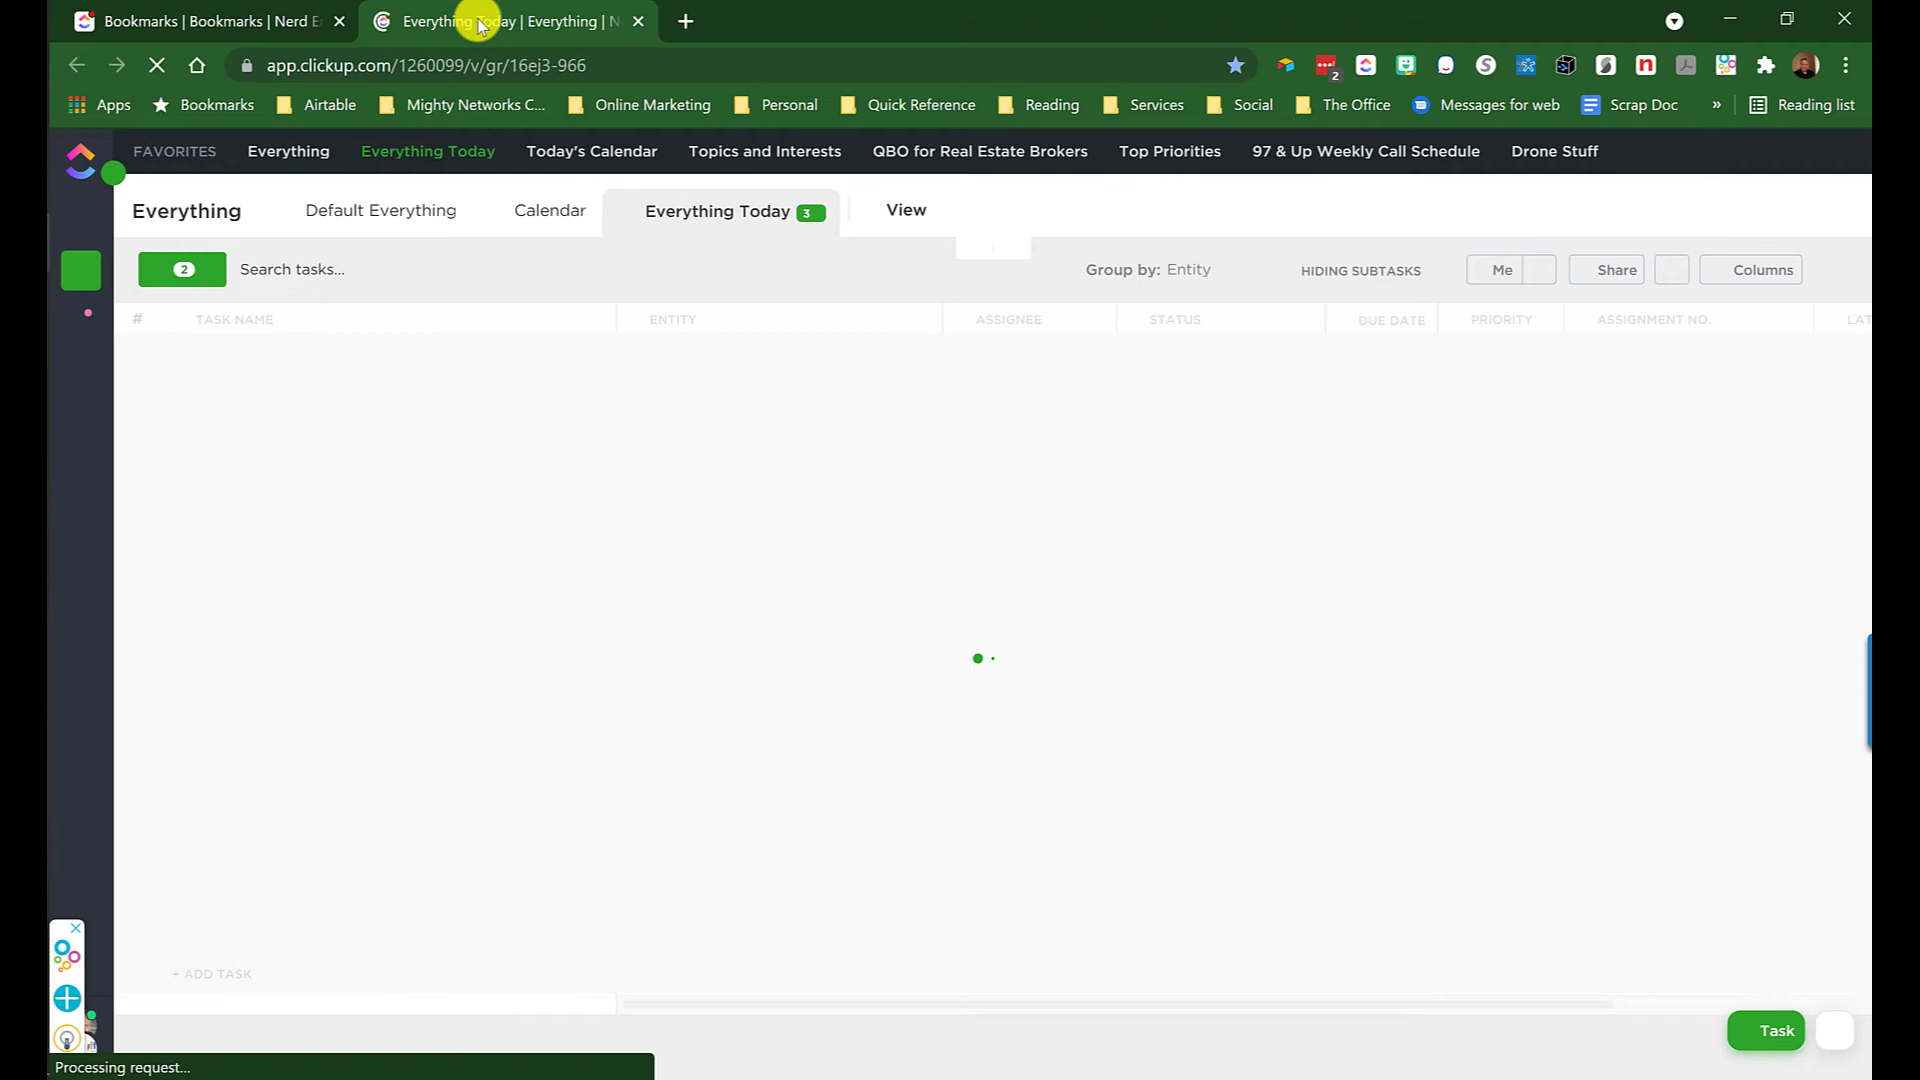 Bookmarks | Bookmarks | Nerd E
Everything Today | Everything | N
app.clickup.com/1260099/v/gr/16ej3-966
2
Apps
Bookmarks
Airtable
Mighty Networks C...
Online Marketing
Personal
Quick Reference
Reading
Services
Social
The Office
Messages for web
Scrap Doc
»
Reading list
FAVORITES
Everything
Everything Today
Today's Calendar
Topics and Interests
QBO for Real Estate Brokers
Top Priorities
97 & Up Weekly Call Schedule
Drone Stuff
Everything
Default Everything
Calendar
Everything Today 3
View
2
Search tasks...
Group by: Entity
HIDING SUBTASKS
Me
Share
Columns
#
TASK NAME
ENTITY
ASSIGNEE
STATUS
DUE DATE
PRIORITY
ASSIGNMENT NO.
LAT
+ ADD TASK
Task
Processing request...